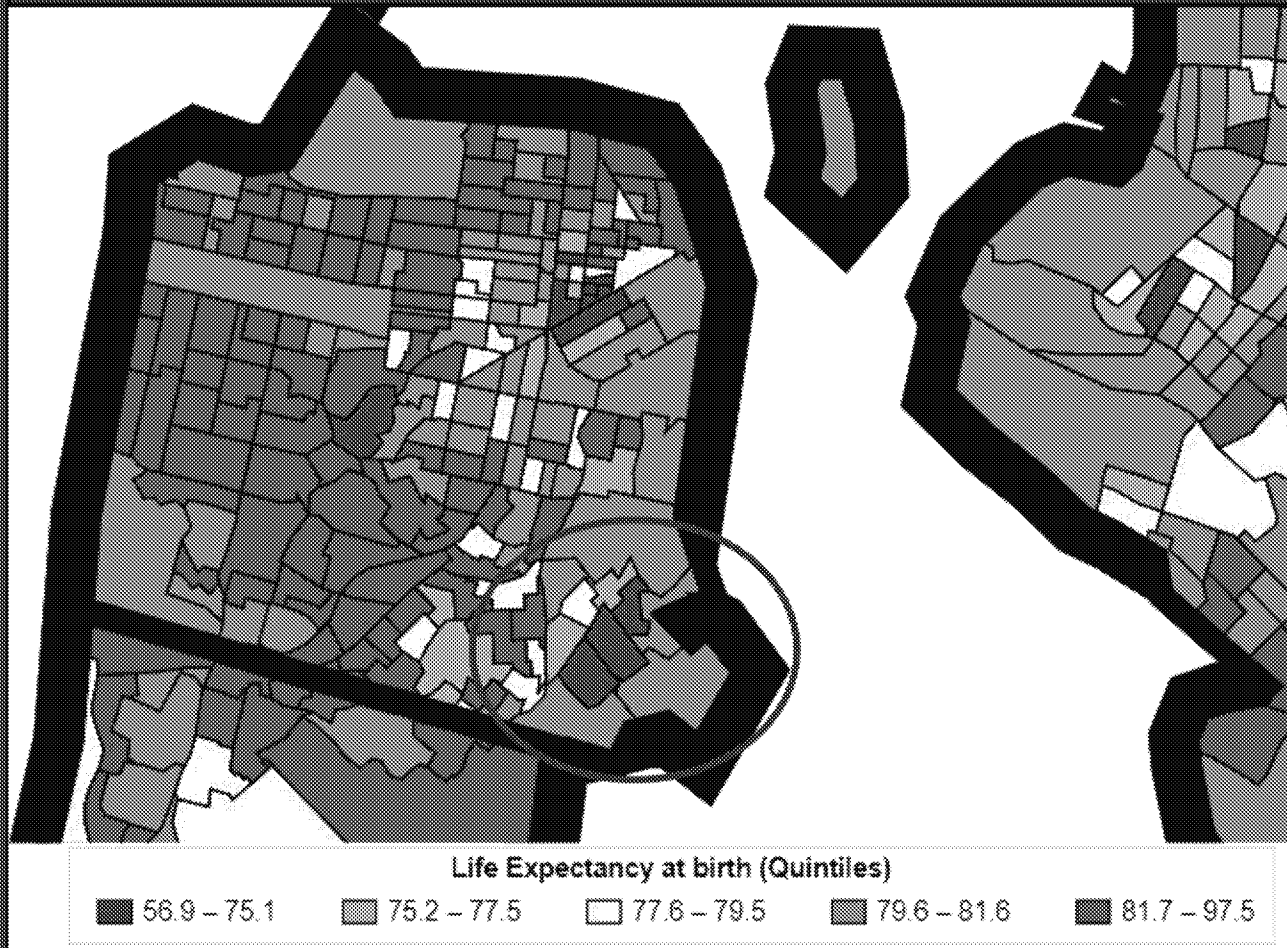 Life Expectancy at birth (Quintiles)
56.9 – 75.1 75.2 – 77.5 77.6 – 79.5 79.6 – 81.6 81.7 – 97.5